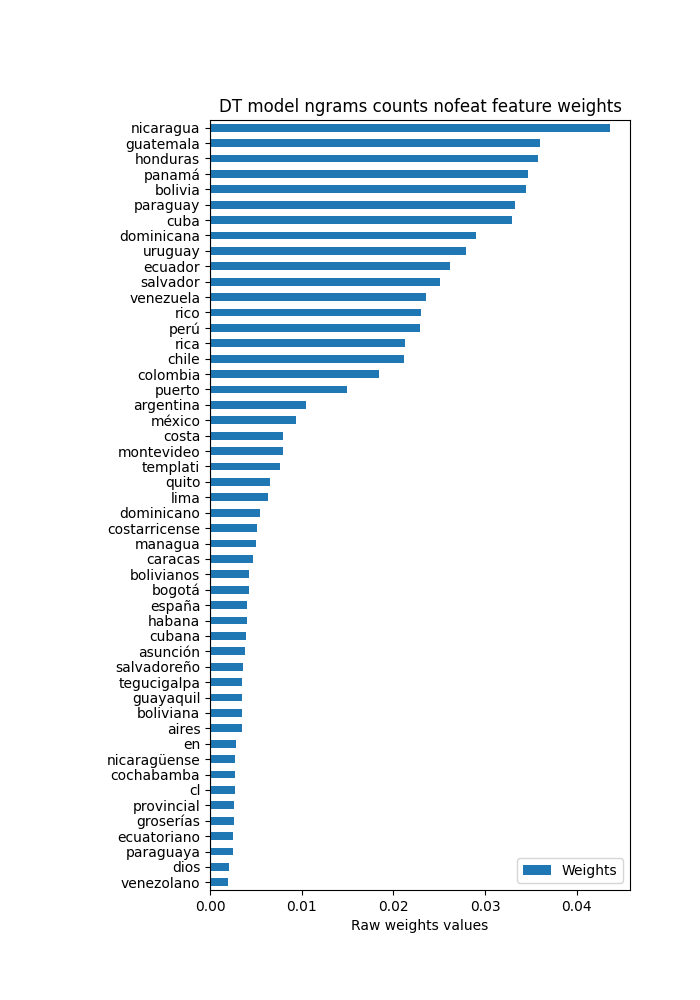 DT model ngrams counts nofeat feature weights
nicaragua
guatemala
honduras
panamá
bolivia
paraguay
cuba
dominicana
uruguay
ecuador
salvador
venezuela
rico
perú
rica
chile
colombia
puerto
argentina
méxico
costa
montevideo
templati
quito
lima
dominicano
costarricense
managua
caracas
bolivianos
bogotá
españa
habana
cubana
asunción
salvadoreño
tegucigalpa
guayaquil
boliviana
aires
en
nicaragüense
cochabamba
cl
provincial
groserías
ecuatoriano
paraguaya
dios
venezolano
Weights
0.00 0.01 0.02 0.03 0.04
Raw weights values